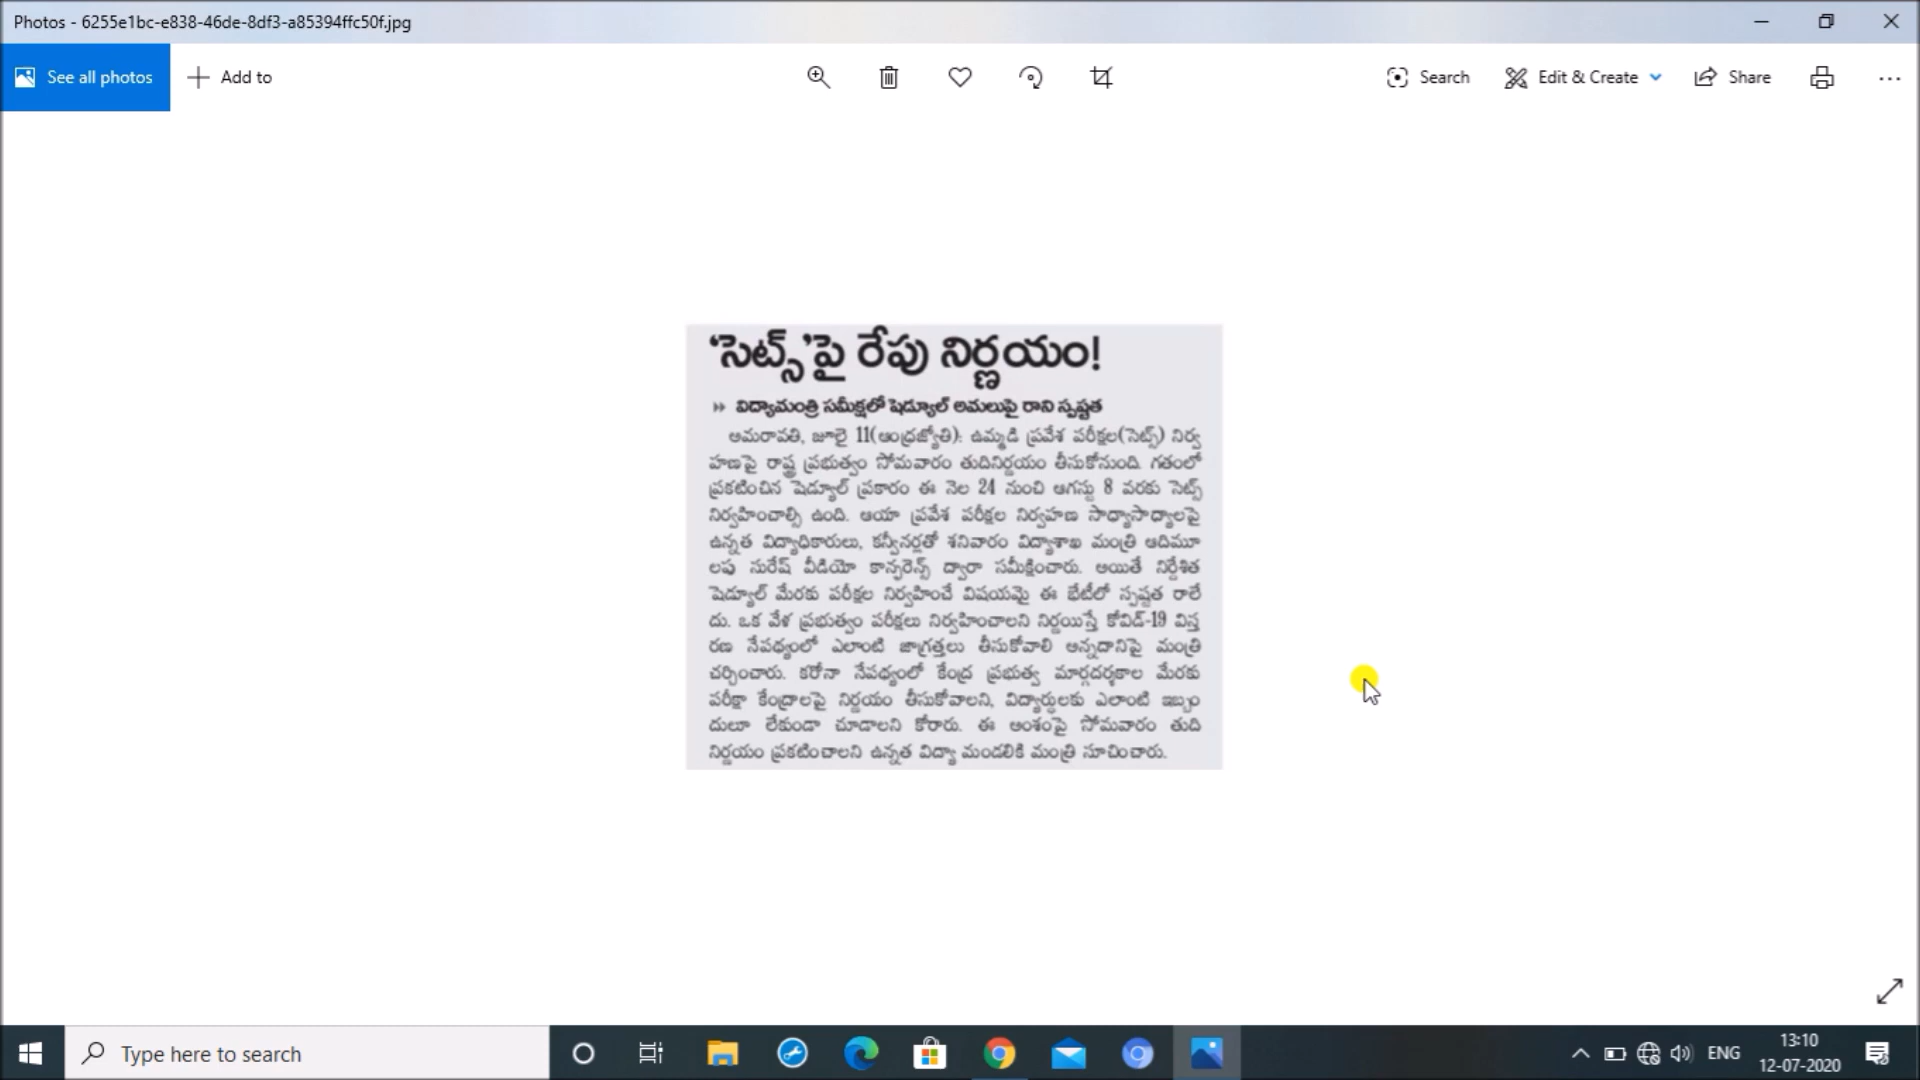 Photos - 6255e1bc-e838-46de-8df3-a85394ffc50f.jpg
See all photos
Add to
Search
Edit & Create
Share
‘సెట్స్’పై రేపు నిర్ణయం!
›› విద్యామంత్రి సమీక్షలో షెడ్యూల్ అమలుపై రాని స్పష్టత
అమరావతి, జూలై 11(ఆంధ్రజ్యోతి): ఉమ్మడి ప్రవేశ పరీక్షల(సెట్స్) నిర్వ
హణపై రాష్ట్ర ప్రభుత్వం సోమవారం తుదినిర్ణయం తీసుకోనుంది. గతంలో
ప్రకటించిన షెడ్యూల్ ప్రకారం ఈ నెల 24 నుంచి ఆగస్టు 8 వరకు సెట్స్
నిర్వహించాల్సి ఉంది. ఆయా ప్రవేశ పరీక్షల నిర్వహణ సాధ్యాసాధ్యాలపై
ఉన్నత విద్యాధికారులు, కన్వీనర్లతో శనివారం విద్యాశాఖ మంత్రి ఆదిమూ
లపు సురేష్ వీడియో కాన్ఫరెన్స్ ద్వారా సమీక్షించారు. అయితే నిర్దేశిత
షెడ్యూల్ మేరకు పరీక్షల నిర్వహించే విషయమై ఈ భేటీలో స్పష్టత రాలే
దు. ఒక వేళ ప్రభుత్వం పరీక్షలు నిర్వహించాలని నిర్ణయిస్తే కోవిడ్-19 విస్త
రణ నేపథ్యంలో ఎలాంటి జాగ్రత్తలు తీసుకోవాలి అన్నదానిపై మంత్రి
చర్చించారు. కరోనా నేపథ్యంలో కేంద్ర ప్రభుత్వ మార్గదర్శకాల మేరకు
పరీక్షా కేంద్రాలపై నిర్ణయం తీసుకోవాలని, విద్యార్థులకు ఎలాంటి ఇబ్బం
దులూ లేకుండా చూడాలని కోరారు. ఈ అంశంపై సోమవారం తుది
నిర్ణయం ప్రకటించాలని ఉన్నత విద్యా మండలికి మంత్రి సూచించారు.
Type here to search
ENG
13:10
12-07-2020